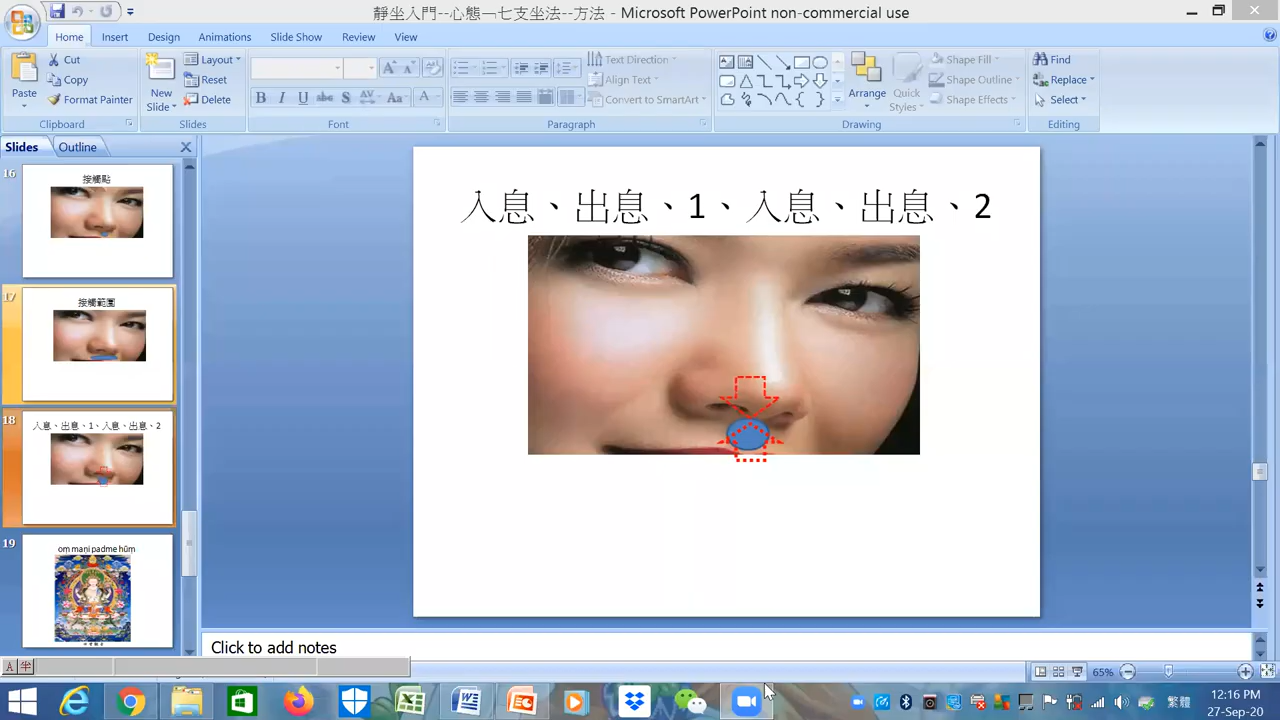 靜坐入門--心態一七支坐法--方法 - Microsoft PowerPoint non-commercial use
Home Insert Design Animations Slide Show Review View
Cut
Copy
Format Painter
Paste
Clipboard
New
Slide
Layout
Reset
Delete
Slides
Font
Text Direction
Align Text
Convert to SmartArt
Paragraph
Arrange
Quick
Styles
Shape Fill
Shape Outline
Shape Effects
Drawing
Find
Replace
Select
Editing
Slides Outline
16
接觸點
17
接觸範圍
18
入息、出息、1、入息、出息、2
19
om mani padme hūm
入息、出息、1、入息、出息、2
Click to add notes
65%
繁體
12:16 PM
27-Sep-20